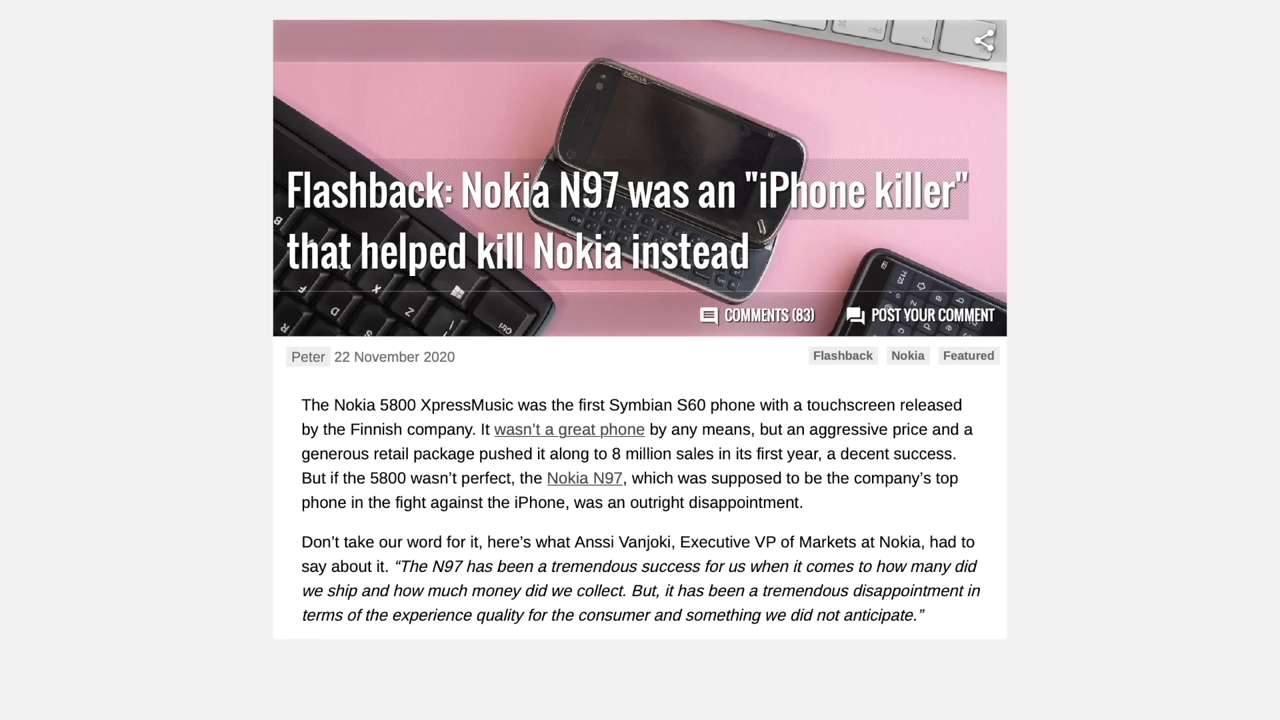 Flashback: Nokia N97 was an "iPhone killer"
that helped kill Nokia instead
COMMENTS (83)
POST YOUR COMMENT
Peter 22 November 2020
Flashback Nokia Featured
The Nokia 5800 XpressMusic was the first Symbian S60 phone with a touchscreen released
by the Finnish company. It wasn’t a great phone by any means, but an aggressive price and a
generous retail package pushed it along to 8 million sales in its first year, a decent success.
But if the 5800 wasn’t perfect, the Nokia N97, which was supposed to be the company’s top
phone in the fight against the iPhone, was an outright disappointment.
Don’t take our word for it, here’s what Anssi Vanjoki, Executive VP of Markets at Nokia, had to
say about it. “The N97 has been a tremendous success for us when it comes to how many did
we ship and how much money did we collect. But, it has been a tremendous disappointment in
terms of the experience quality for the consumer and something we did not anticipate.”
NOKIA
Ctrl
cmd